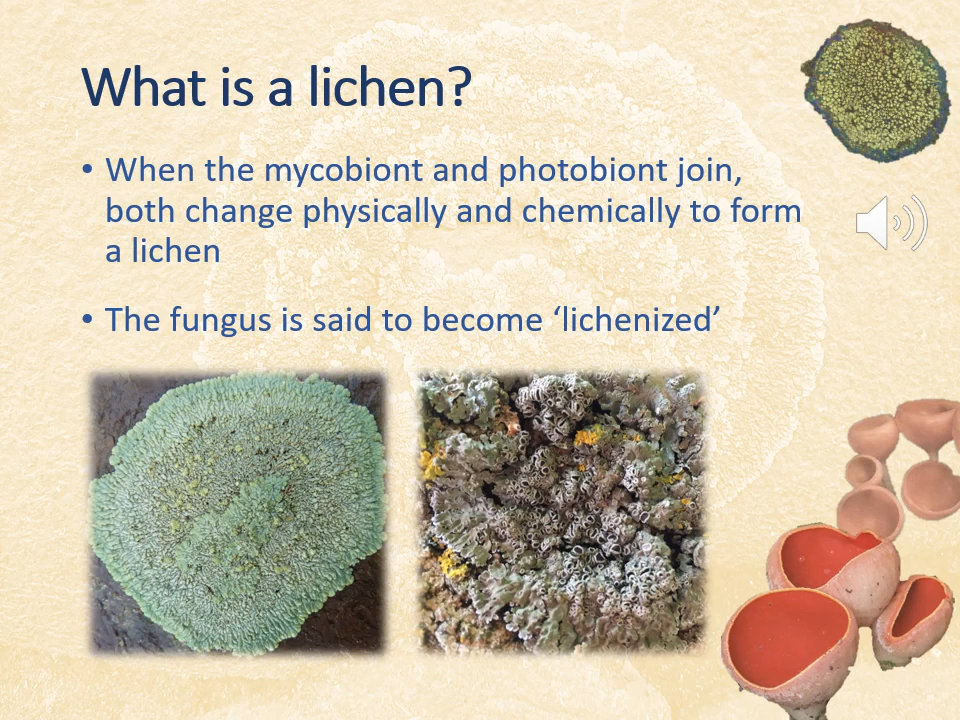 What is a lichen?
• When the mycobiont and photobiont join,
both change physically and chemically to form
a lichen
• The fungus is said to become ‘lichenized’